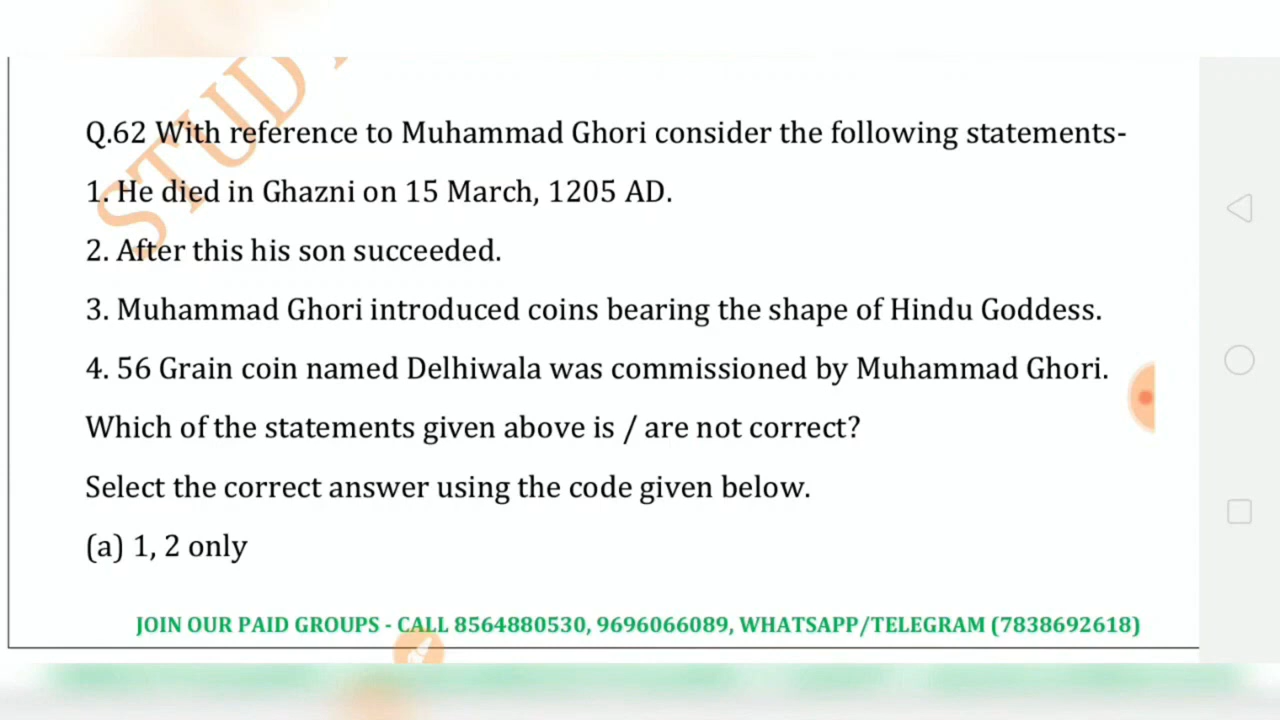 Q.62 With reference to Muhammad Ghori consider the following statements-
1. He died in Ghazni on 15 March, 1205 AD.
2. After this his son succeeded.
3. Muhammad Ghori introduced coins bearing the shape of Hindu Goddess.
4. 56 Grain coin named Delhiwala was commissioned by Muhammad Ghori.
Which of the statements given above is / are not correct?
Select the correct answer using the code given below.
(a) 1, 2 only
JOIN OUR PAID GROUPS - CALL 8564880530, 9696066089, WHATSAPP/TELEGRAM (7838692618)